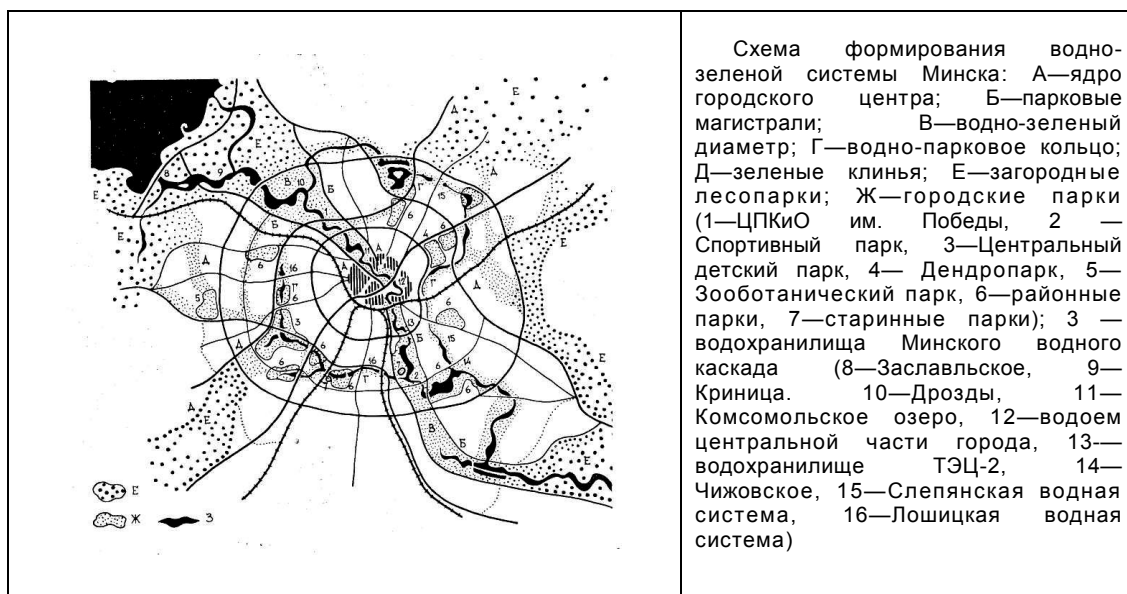 Схема формирования водно-
зеленой системы Минска: А—ядро
городского центра; Б—парковые
магистрали; В—водно-зеленый
диаметр; Г—водно-парковое кольцо;
Д—зеленые клинья; Е—загородные
лесопарки; Ж—городские парки
(1—ЦПКиО им. Победы, 2 —
Спортивный парк, 3—Центральный
детский парк, 4— Дендропарк, 5—
Зооботанический парк, 6—районные
парки, 7—старинные парки); 3 —
водохранилища Минского водного
каскада (8—Заславльское, 9—
Криница. 10—Дрозды, 11—
Комсомольское озеро, 12—водоем
центральной части города, 13-—
водохранилище ТЭЦ-2, 14—
Чижовское, 15—Слепянская водная
система, 16—Лошицкая водная
система)
Е
Ж З